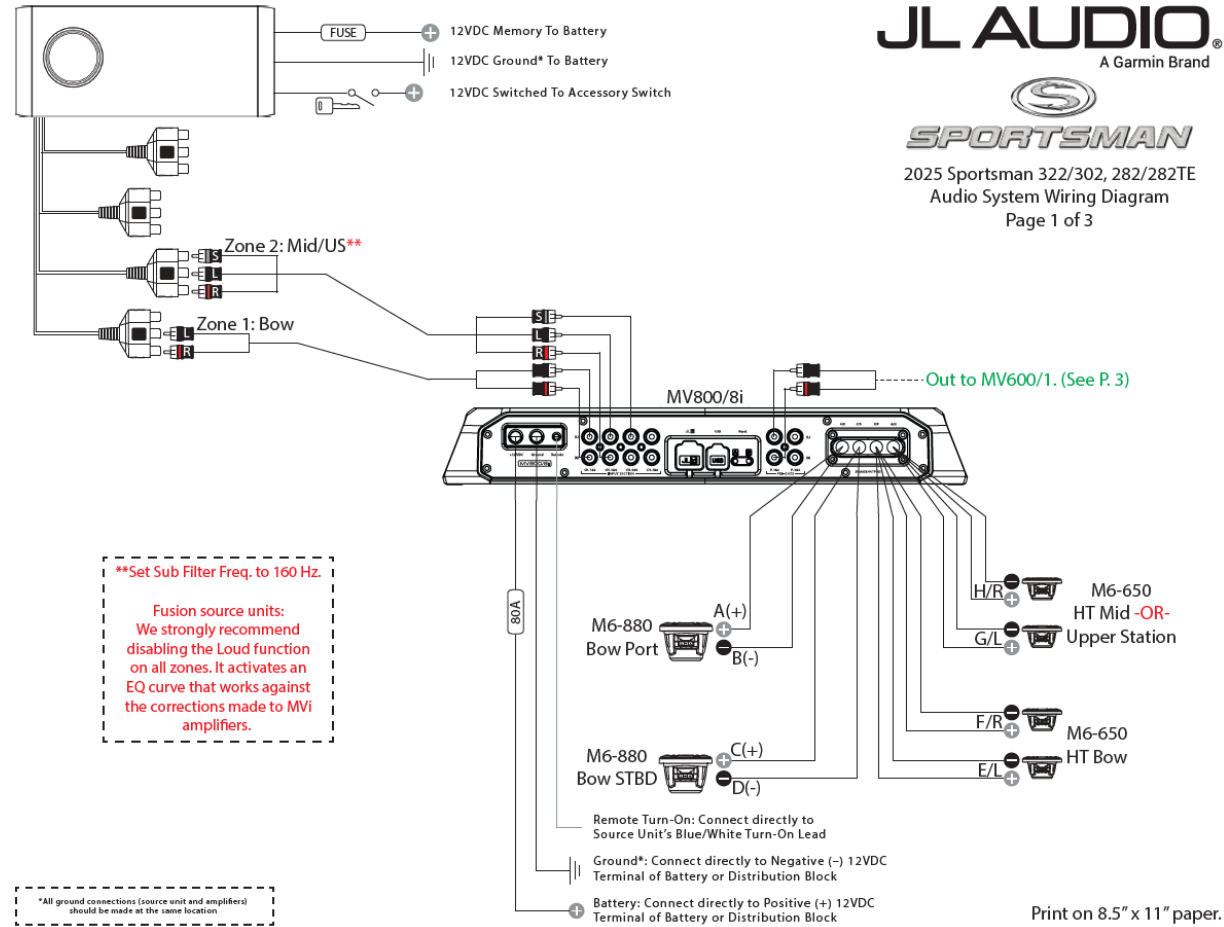 FUSE
12VDC Memory To Battery
12VDC Ground* To Battery
12VDC Switched To Accessory Switch
JL AUDIO®
A Garmin Brand
S
SPORTSMAN
2025 Sportsman 322/302, 282/282TE
Audio System Wiring Diagram
Page 1 of 3
Zone 2: Mid/US**
S
L
R
Zone 1: Bow
L
R
S
L
R
Out to MV600/1. (See P. 3)
MV800/8i
+12VDC
Ground
Remote
MV800/8i
INPUT SECTION
USB
80A
**Set Sub Filter Freq. to 160 Hz.
Fusion source units:
We strongly recommend
disabling the Loud function
on all zones. It activates an
EQ curve that works against
the corrections made to MVi
amplifiers.
M6-880
Bow Port
A(+)
B(-)
M6-880
Bow STBD
C(+)
D(-)
H/R
G/L
M6-650
HT Mid -OR-
Upper Station
F/R
E/L
M6-650
HT Bow
Remote Turn-On: Connect directly to
Source Unit's Blue/White Turn-On Lead
Ground*: Connect directly to Negative (–) 12VDC
Terminal of Battery or Distribution Block
Battery: Connect directly to Positive (+) 12VDC
Terminal of Battery or Distribution Block
*All ground connections (source unit and amplifiers)
should be made at the same location
Print on 8.5" x 11" paper.